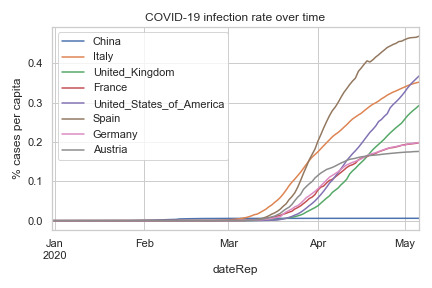 COVID-19 infection rate over time
China
Italy
United_Kingdom
France
United_States_of_America
Spain
Germany
Austria
% cases per capita
0.4
0.3
0.2
0.1
0.0
Jan
2020
Feb
Mar
Apr
May
dateRep